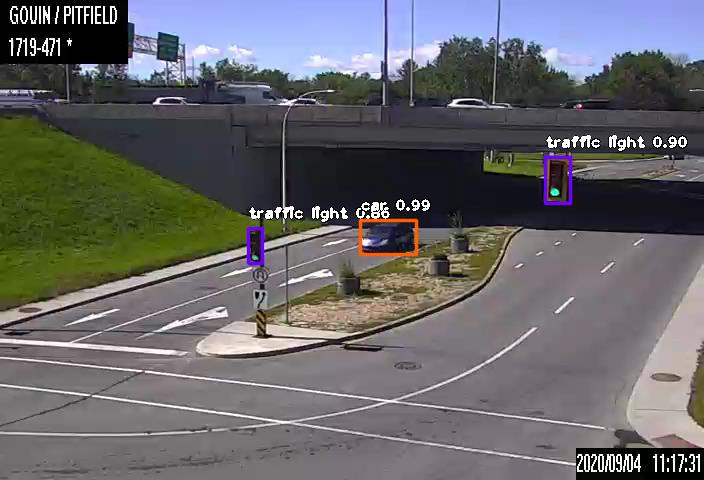 GOUIN / PITFIELD
1719-471 *
traffic light 0.90
car 0.99
traffic light 0.86
2020/09/04 11:17:31